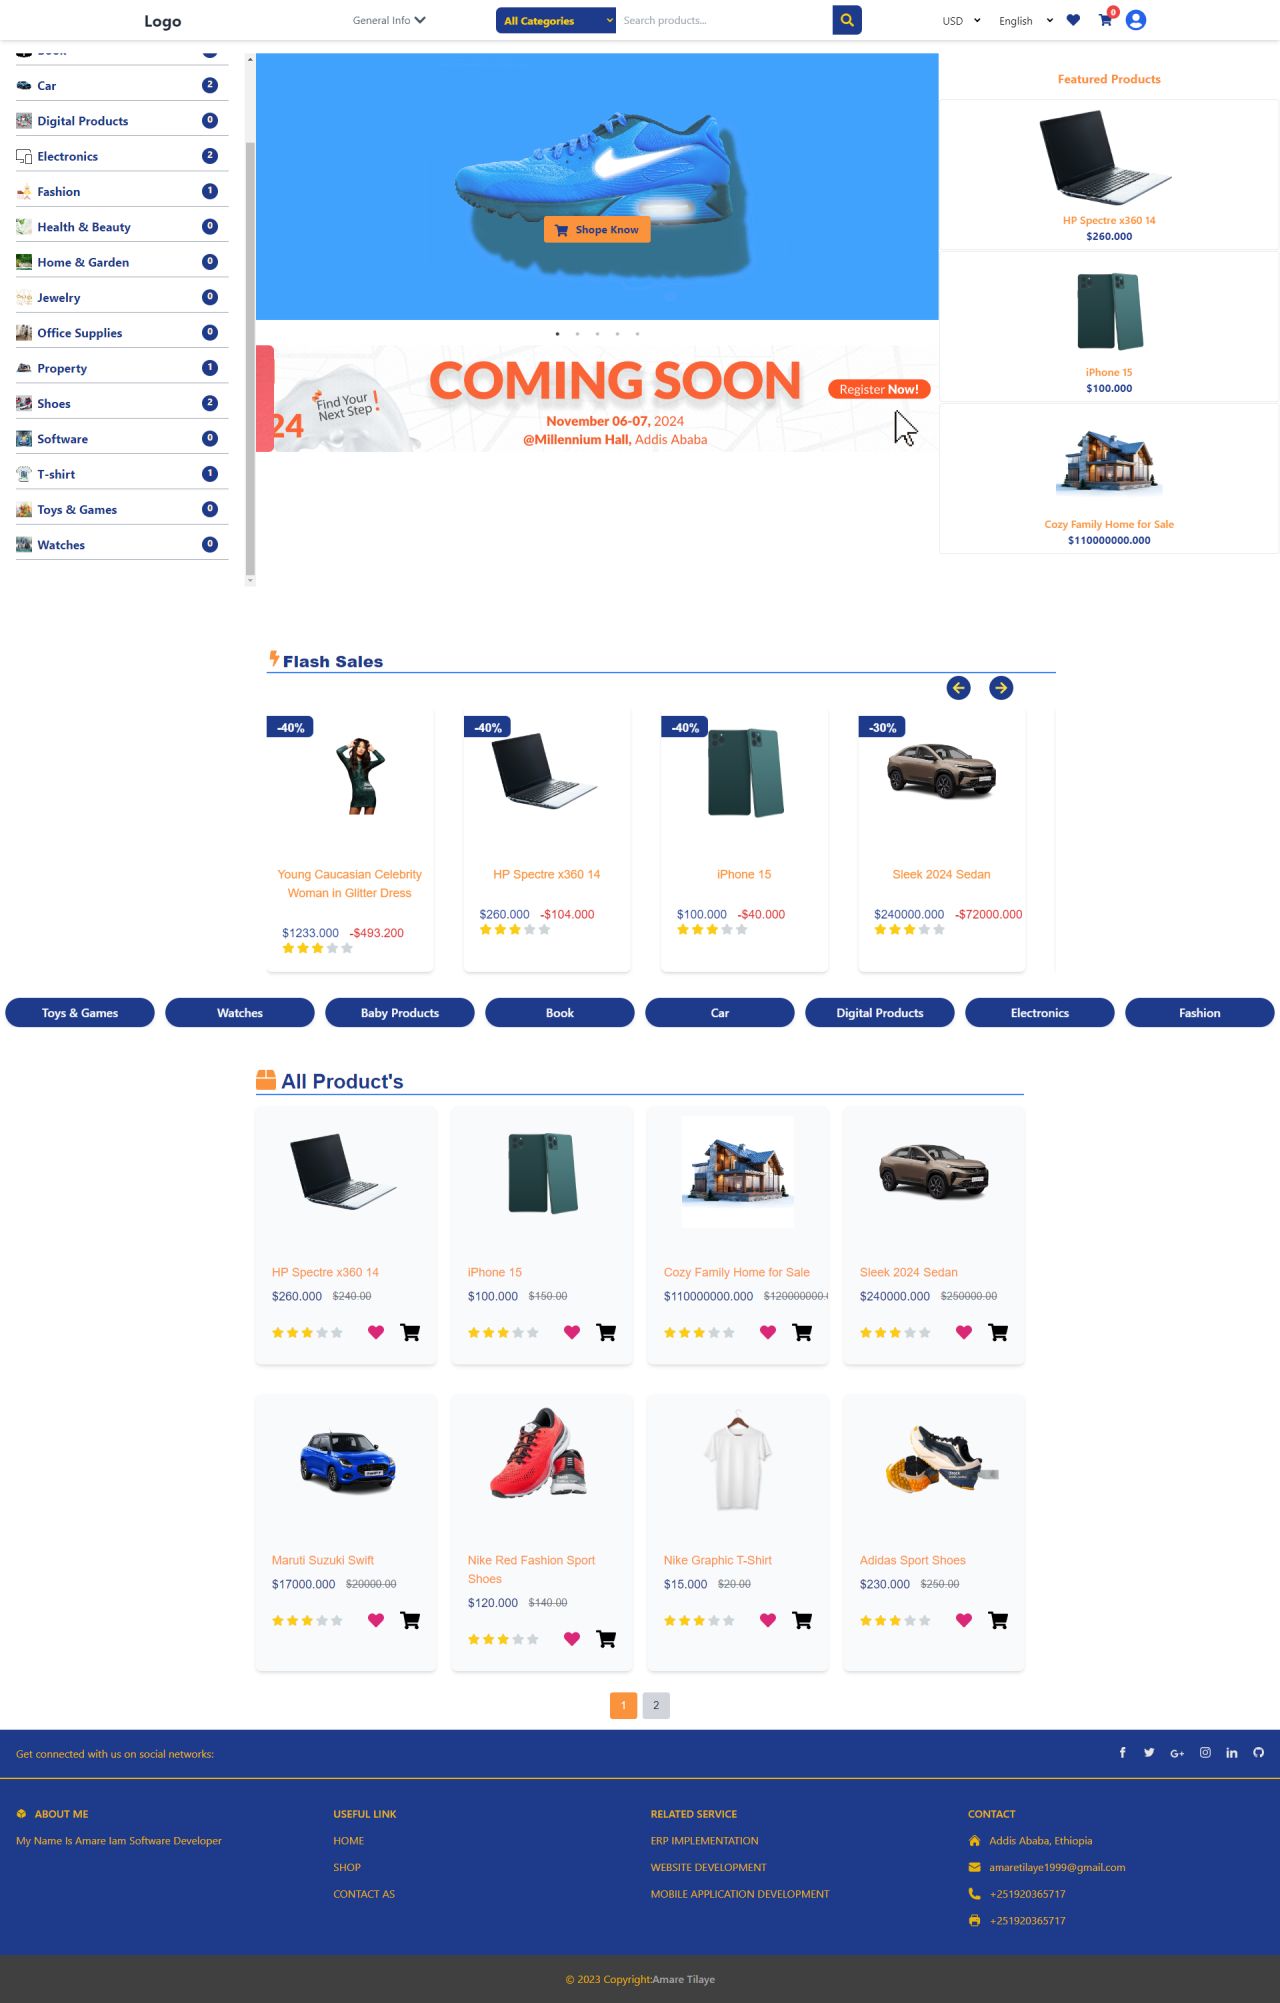 Logo
General Info
All Categories
Search products...
USD
English
0
Car
2
Digital Products
0
Electronics
2
Fashion
1
Health & Beauty
0
Home & Garden
0
Jewelry
0
Office Supplies
0
Property
1
Shoes
2
Software
0
T-shirt
1
Toys & Games
0
Watches
0
Shope Know
24
Find Your
Next Step !
COMING SOON
November 06-07, 2024
@Millennium Hall, Addis Ababa
Register Now!
Featured Products
HP Spectre x360 14
$260.000
iPhone 15
$100.000
Cozy Family Home for Sale
$110000000.000
Flash Sales
-40%
Young Caucasian Celebrity
Woman in Glitter Dress
$1233.000 -$493.200
-40%
HP Spectre x360 14
$260.000 -$104.000
-40%
iPhone 15
$100.000 -$40.000
-30%
Sleek 2024 Sedan
$240000.000 -$72000.000
Toys & Games
Watches
Baby Products
Book
Car
Digital Products
Electronics
Fashion
All Product's
HP Spectre x360 14
$260.000 $240.00
iPhone 15
$100.000 $150.00
Cozy Family Home for Sale
$110000000.000 $120000000.
Sleek 2024 Sedan
$240000.000 $250000.00
Maruti Suzuki Swift
$17000.000 $20000.00
Nike Red Fashion Sport
Shoes
$120.000 $140.00
Nike Graphic T-Shirt
$15.000 $20.00
Adidas Sport Shoes
$230.000 $250.00
1
2
Get connected with us on social networks:
ABOUT ME
My Name Is Amare Iam Software Developer
USEFUL LINK
HOME
SHOP
CONTACT AS
RELATED SERVICE
ERP IMPLEMENTATION
WEBSITE DEVELOPMENT
MOBILE APPLICATION DEVELOPMENT
CONTACT
Addis Ababa, Ethiopia
amaretilaye1999@gmail.com
+251920365717
+251920365717
© 2023 Copyright:Amare Tilaye